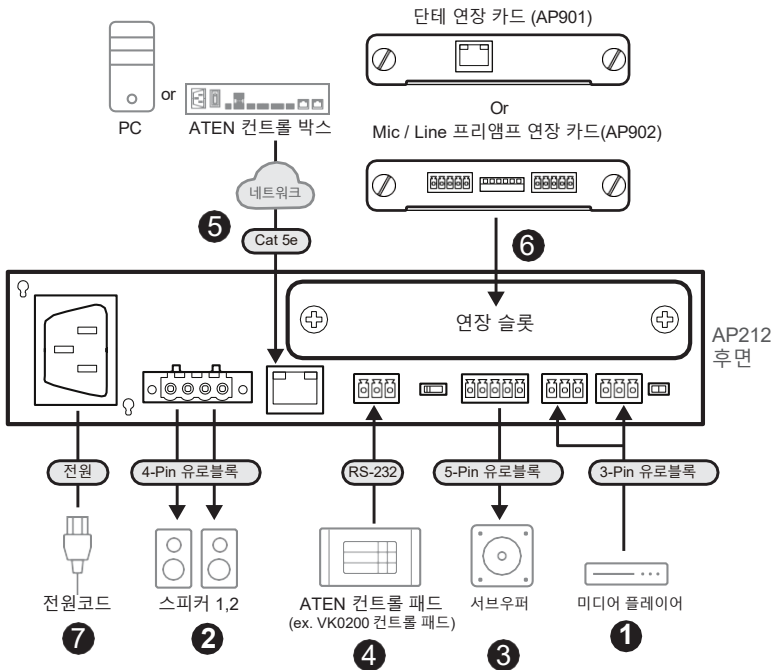 단테 연장 카드 (AP901)
or
PC
ATEN 컨트롤 박스
Or
Mic / Line 프리앰프 연장 카드(AP902)
네트워크
5
Cat 5e
6
연장 슬롯
AP212
후면
전원
4-Pin 유로블록
RS-232
5-Pin 유로블록
3-Pin 유로블록
전원코드
스피커 1,2
ATEN 컨트롤 패드
(ex. VK0200 컨트롤 패드)
서브우퍼
미디어 플레이어
7
2
4
3
1